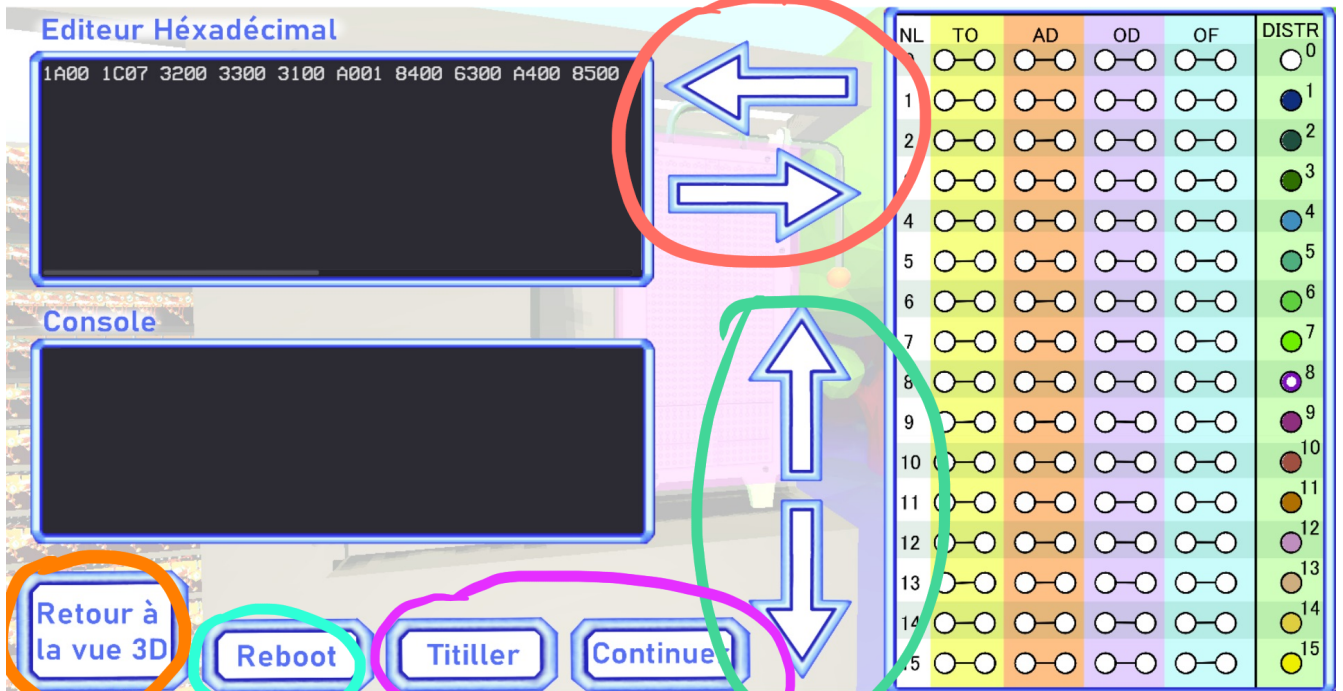 Editeur Héxadécimal
1A00 1C07 3200 3300 3100 A001 8400 6300 A400 8500
Console
Retour à
la vue 3D
Reboot
Titiller
Continuer
NL TO AD OD OF DISTR
0
1 1
2 2
3
4 4
5 5
6 6
7 7
8 8
9 9
10 10
11 11
12 12
13 13
14 14
15 15